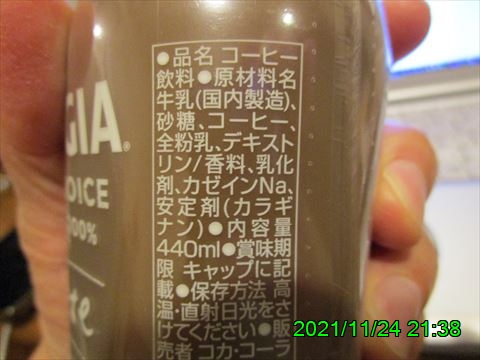 ●品名 コーヒー
飲料●原材料名
牛乳(国内製造)、
砂糖、コーヒー、
全粉乳、デキスト
リン/香料、乳化
剤、カゼインNa、
安定剤(カラギ
ナン)●内容量
440ml●賞味期
限 キャップに記
載●保存方法 高
温・直射日光をさ
けてください●販
売者 コカ・コーラ
GIA
OICE
00%
2021/11/24 21:38